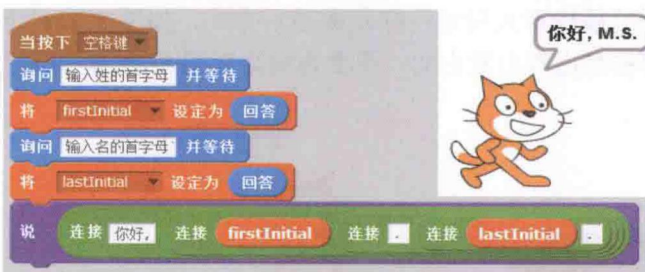 当按下 空格键
你好, M.S.
询问 输入姓的首字母 并等待
将 firstInitial 设定为 回答
询问 输入名的首字母 并等待
将 lastInitial 设定为 回答
说 连接 你好, 连接 firstInitial 连接 . 连接 lastInitial .